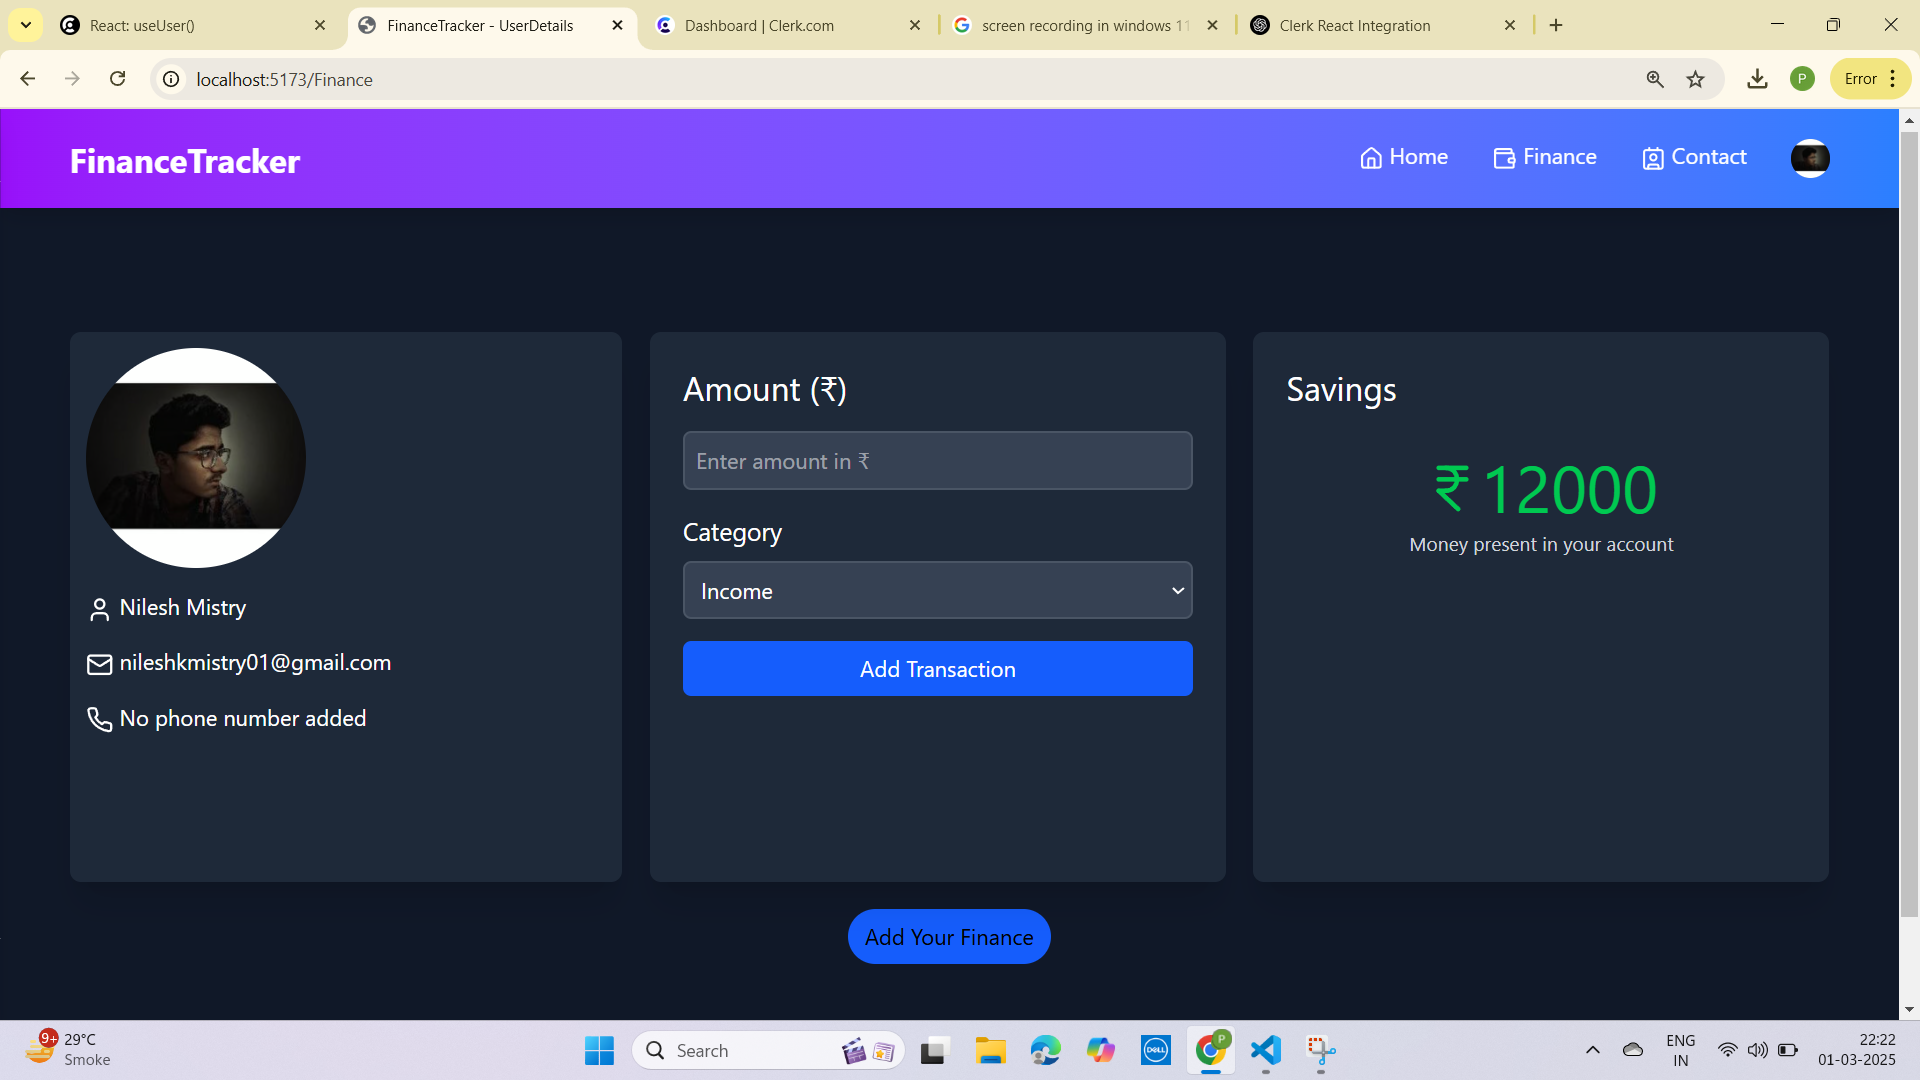 React: useUser()
FinanceTracker - UserDetails
Dashboard | Clerk.com
screen recording in windows 11
Clerk React Integration
localhost:5173/Finance
P
Error
FinanceTracker
Home
Finance
Contact
Nilesh Mistry
nileshkmistry01@gmail.com
No phone number added
Amount (₹)
Enter amount in ₹
Category
Income
Add Transaction
Savings
₹ 12000
Money present in your account
Add Your Finance
9+
29°C
Smoke
Search
DELL
P
ENG
IN
22:22
01-03-2025